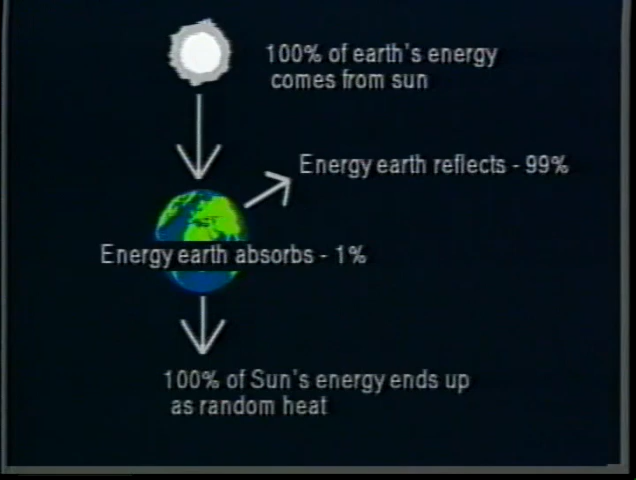 100% of earth's energy
comes from sun
Energy earth reflects - 99%
Energy earth absorbs - 1%
100% of Sun's energy ends up
as random heat